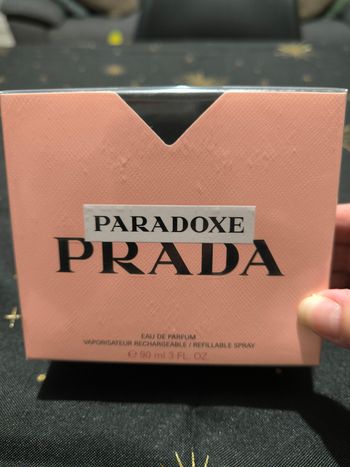 PARADOXE
PRADA
EAU DE PARFUM
VAPORISATEUR RECHARGEABLE / REFILLABLE SPRAY
℮ 90 ml 3 FL. OZ